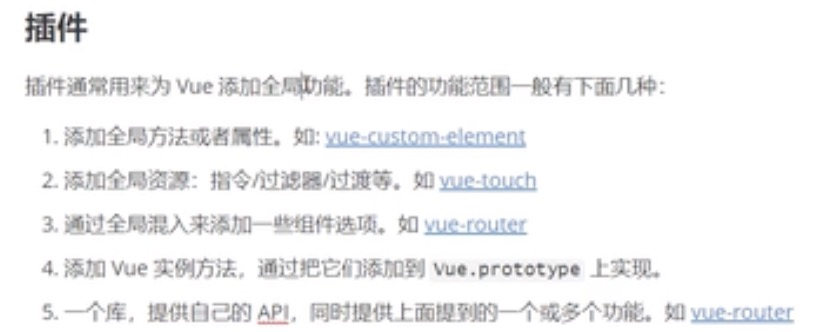 插件
插件通常用来为 Vue 添加全局功能。插件的功能范围一般有下面几种：
1. 添加全局方法或者属性。如: vue-custom-element
2. 添加全局资源：指令/过滤器/过渡等。如 vue-touch
3. 通过全局混入来添加一些组件选项。如 vue-router
4. 添加 Vue 实例方法，通过把它们添加到 Vue.prototype 上实现。
5. 一个库，提供自己的 API，同时提供上面提到的一个或多个功能。如 vue-router